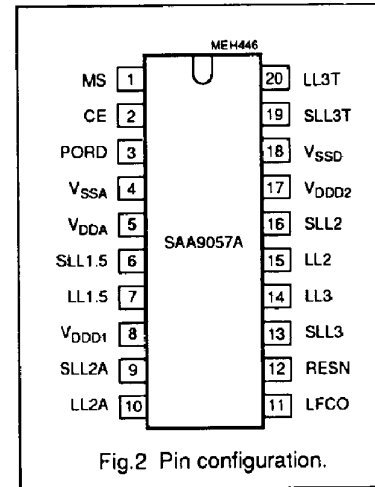 MEH446
MS 1 20 LL3T
CE 2 19 SLL3T
PORD 3 18 VSSD
VSSA 4 17 VDDD2
VDDA 5 16 SLL2
SAA9057A
SLL1.5 6 15 LL2
LL1.5 7 14 LL3
VDDD1 8 13 SLL3
SLL2A 9 12 RESN
LL2A 10 11 LFCO
Fig.2 Pin configuration.